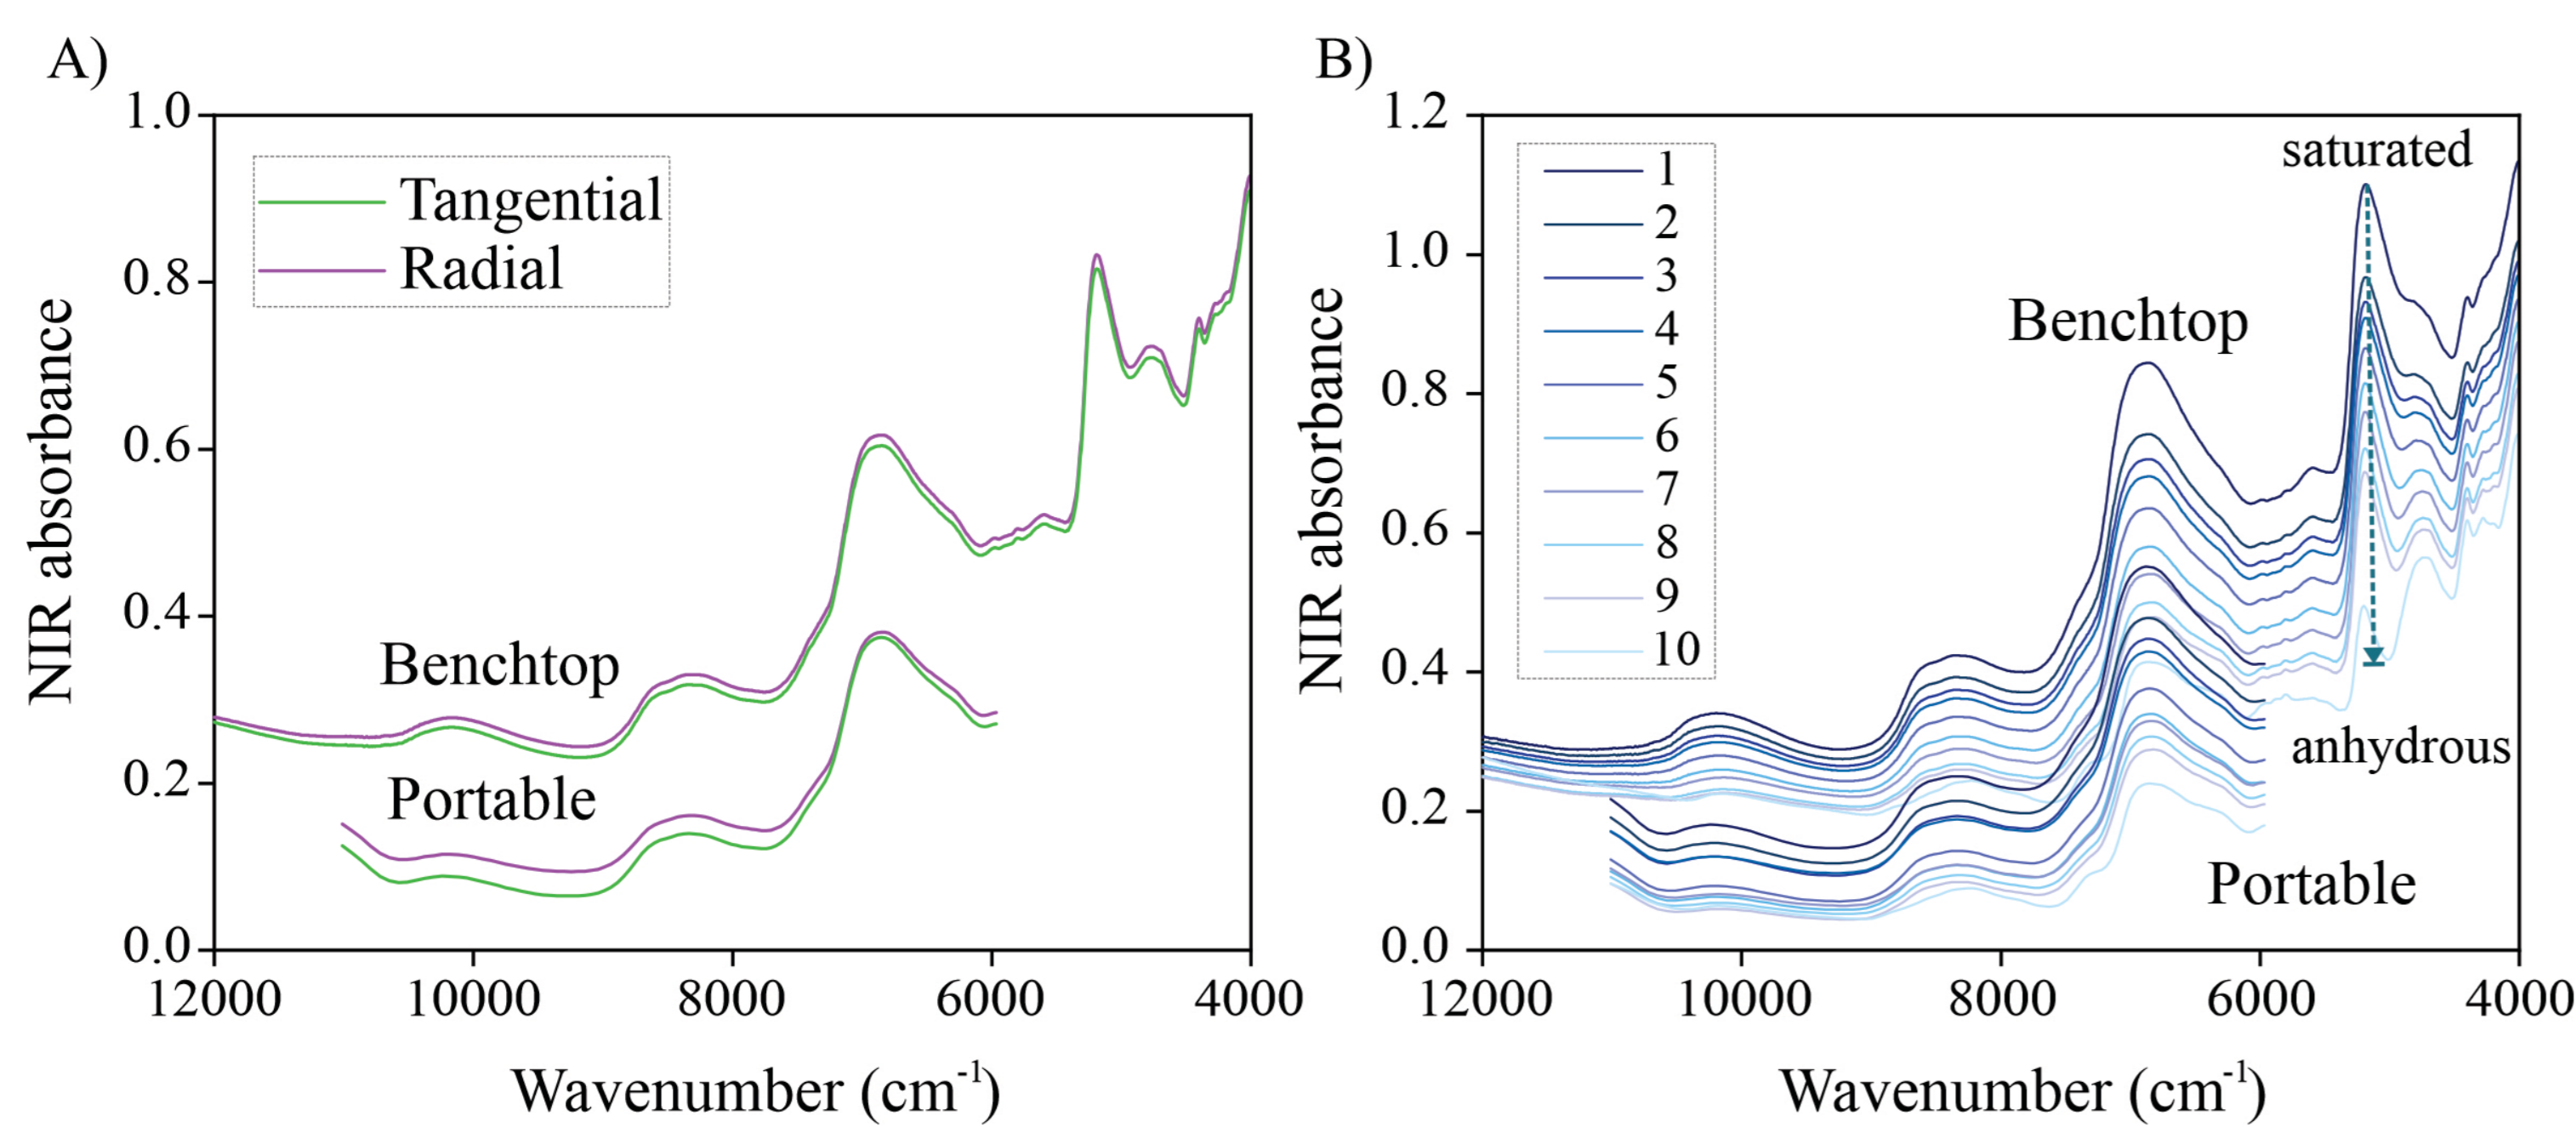 A)
NIR absorbance
1.0
0.8
0.6
0.4
0.2
0.0
Tangential
Radial
Benchtop
Portable
12000 10000 8000 6000 4000
Wavenumber (cm⁻¹)
B)
NIR absorbance
1.2
1.0
0.8
0.6
0.4
0.2
0.0
1
2
3
4
5
6
7
8
9
10
saturated
Benchtop
anhydrous
Portable
12000 10000 8000 6000 4000
Wavenumber (cm⁻¹)